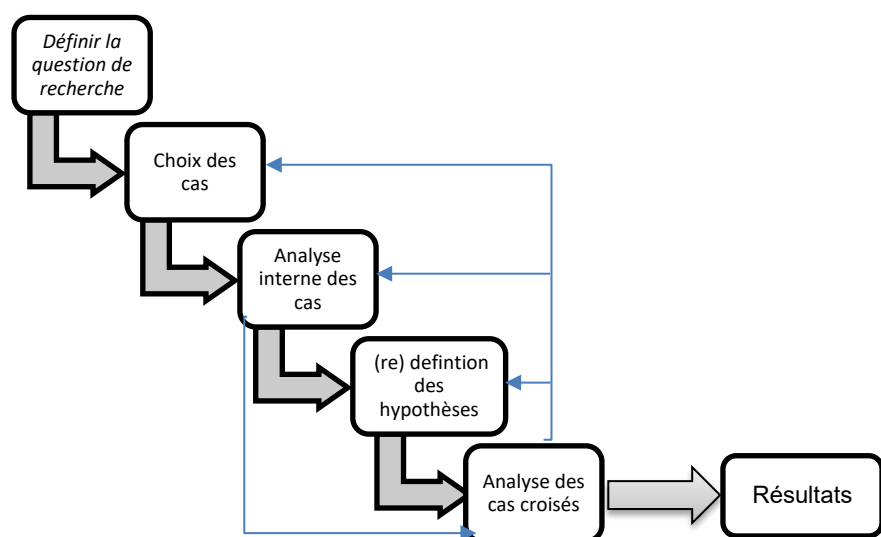 Définir la
question de
recherche
Choix des
cas
Analyse
interne des
cas
(re) defintion
des
hypothèses
Analyse des
cas croisés
Résultats